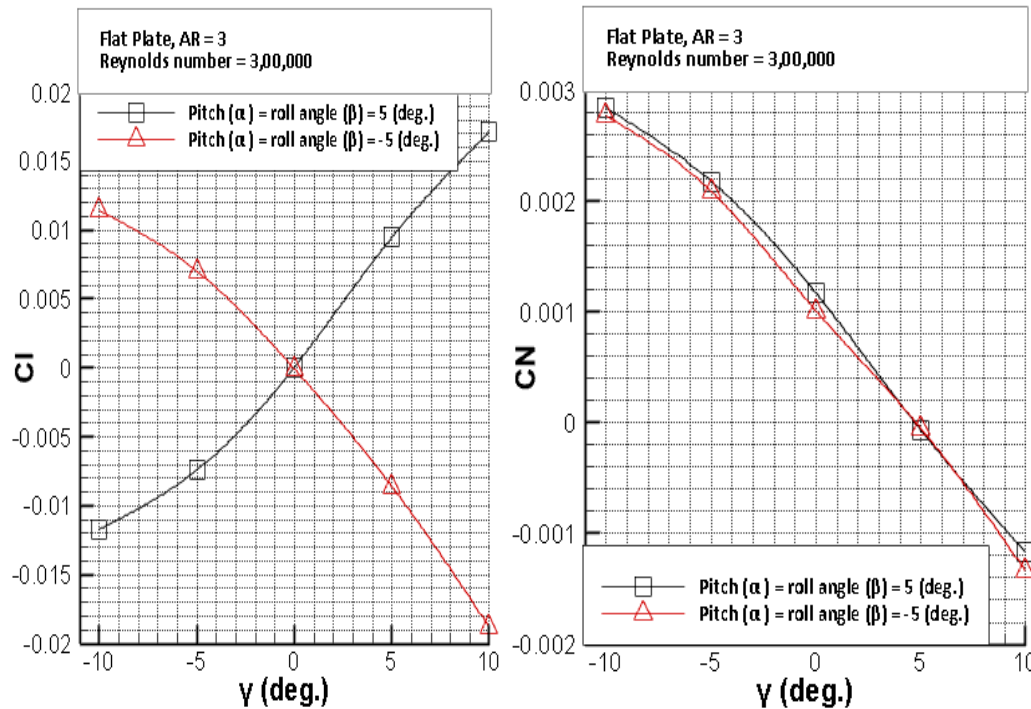 Flat Plate, AR = 3
Reynolds number = 3,00,000
0.02
Pitch (α) = roll angle (β) = 5 (deg.)
Pitch (α) = roll angle (β) = -5 (deg.)
0.015
0.01
0.005
0
-0.005
-0.01
-0.015
-0.02
Cl
-10
-5
0
5
10
γ (deg.)
Flat Plate, AR = 3
Reynolds number = 3,00,000
0.003
0.002
0.001
0
-0.001
-0.002
CN
Pitch (α) = roll angle (β) = 5 (deg.)
Pitch (α) = roll angle (β) = -5 (deg.)
-10
-5
0
5
10
γ (deg.)